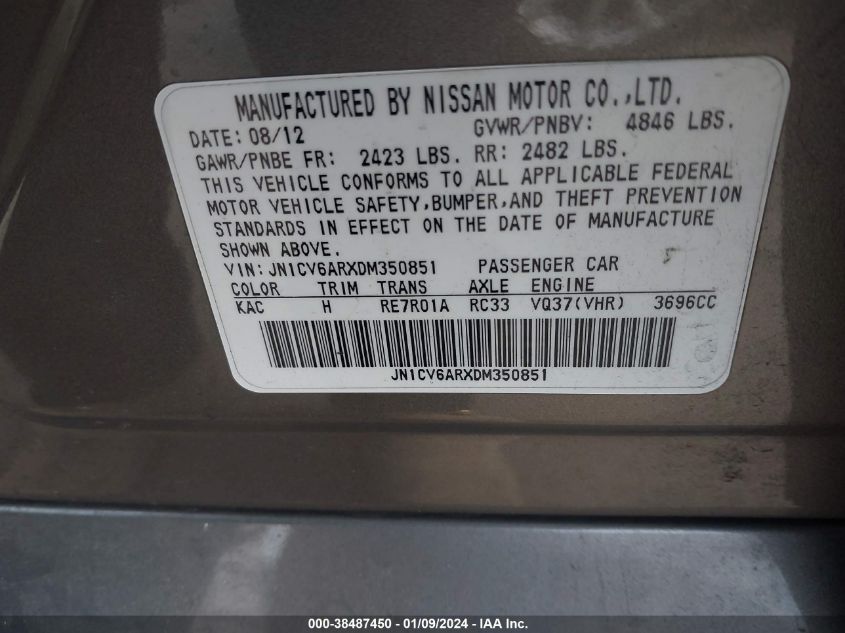 MANUFACTURED BY NISSAN MOTOR CO.,LTD.
DATE: 08/12 GVWR/PNBV: 4846 LBS.
GAWR/PNBE FR: 2423 LBS. RR: 2482 LBS.
THIS VEHICLE CONFORMS TO ALL APPLICABLE FEDERAL
MOTOR VEHICLE SAFETY,BUMPER,AND THEFT PREVENTION
STANDARDS IN EFFECT ON THE DATE OF MANUFACTURE
SHOWN ABOVE.
VIN: JN1CV6ARXDM350851 PASSENGER CAR
COLOR TRIM TRANS AXLE ENGINE
KAC H RE7R01A RC33 VQ37(VHR) 3696CC
JN1CV6ARXDM350851
000-38487450 - 01/09/2024 - IAA Inc.